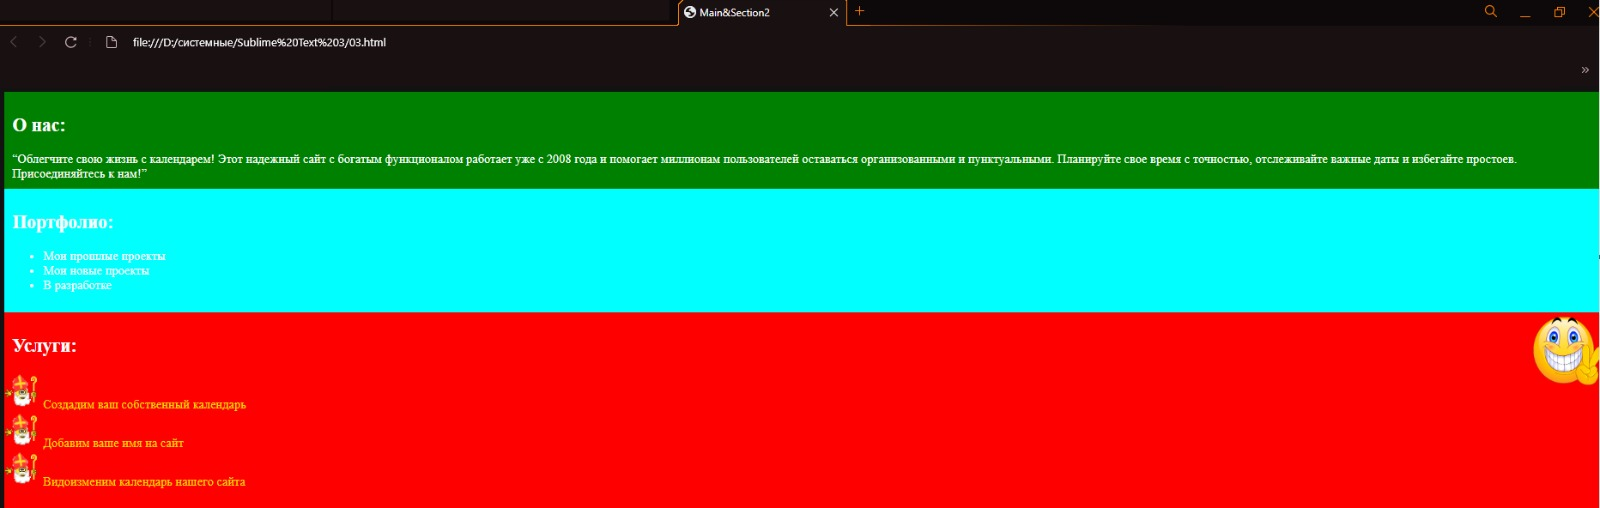 Main&Section2
file:///D:/системные/Sublime%20Text%203/03.html
О нас:
“Облегчите свою жизнь с календарем! Этот надежный сайт с богатым функционалом работает уже с 2008 года и помогает миллионам пользователей оставаться организованными и пунктуальными. Планируйте свое время с точностью, отслеживайте важные даты и избегайте простоев.
Присоединяйтесь к нам!”
Портфолио:
• Мои прошлые проекты
• Мои новые проекты
• В разработке
Услуги:
Создадим ваш собственный календарь
Добавим ваше имя на сайт
Видоизменим календарь нашего сайта